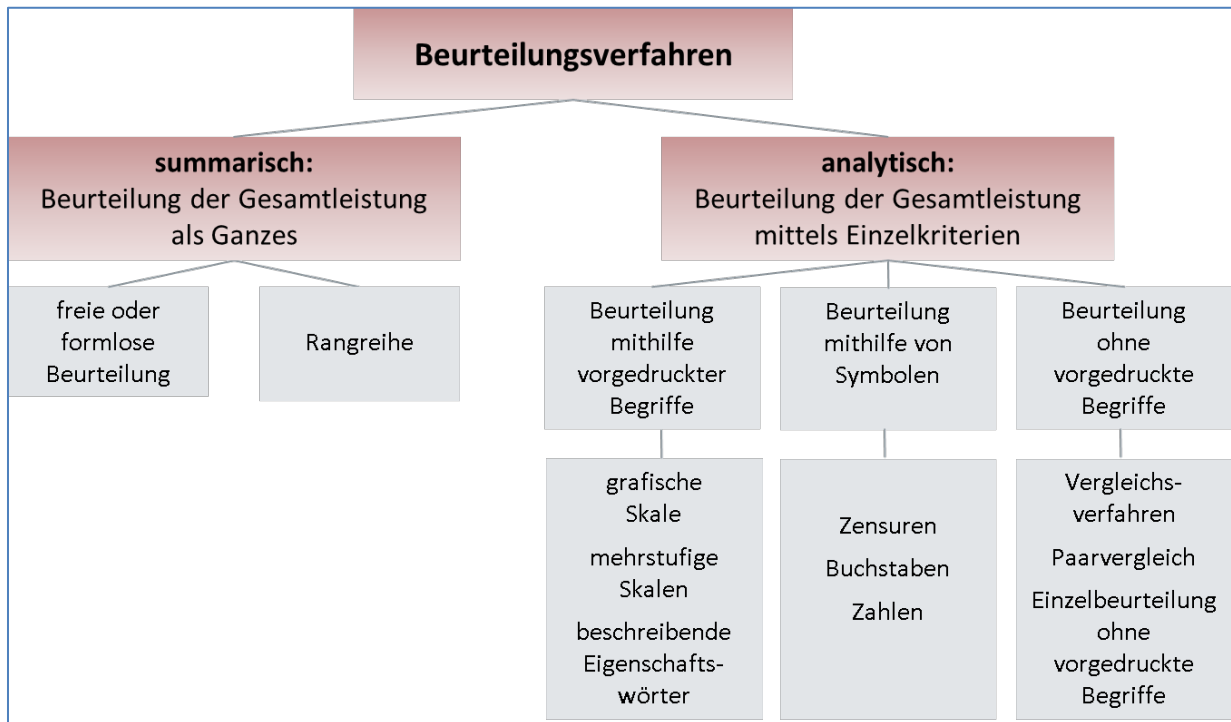 Beurteilungsverfahren
summarisch:
Beurteilung der Gesamtleistung
als Ganzes
analytisch:
Beurteilung der Gesamtleistung
mittels Einzelkriterien
freie oder
formlose
Beurteilung
Rangreihe
Beurteilung
mithilfe
vorgedruckter
Begriffe
Beurteilung
mithilfe von
Symbolen
Beurteilung
ohne
vorgedruckte
Begriffe
grafische
Skale
mehrstufige
Skalen
beschreibende
Eigenschafts-
wörter
Zensuren
Buchstaben
Zahlen
Vergleichs-
verfahren
Paarvergleich
Einzelbeurteilung
ohne
vorgedruckte
Begriffe